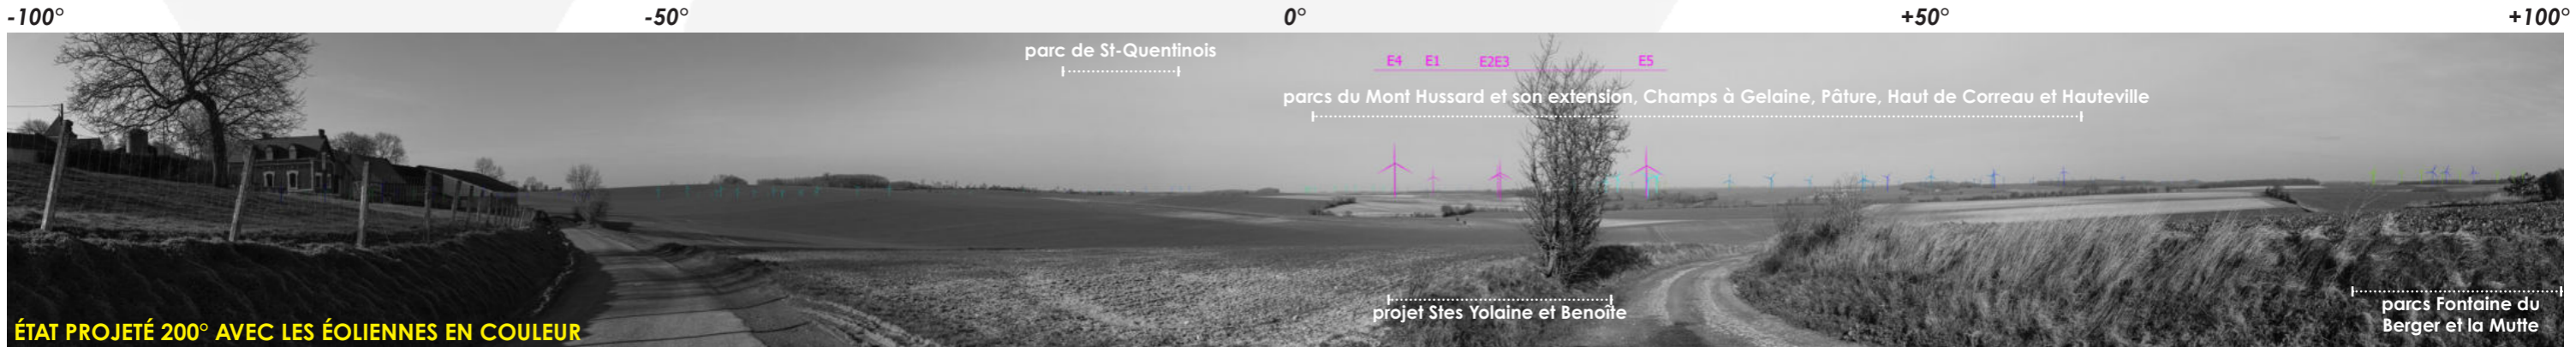 -100°
-50°
0°
+50°
+100°
parc de St-Quentinois
E4
E1
E2E3
E5
parcs du Mont Hussard et son extension, Champs à Gelaine, Pâture, Haut de Correau et Hauteville
projet Stes Yolaine et Benoîte
parcs Fontaine du
Berger et la Mutte
ÉTAT PROJETÉ 200° AVEC LES ÉOLIENNES EN COULEUR